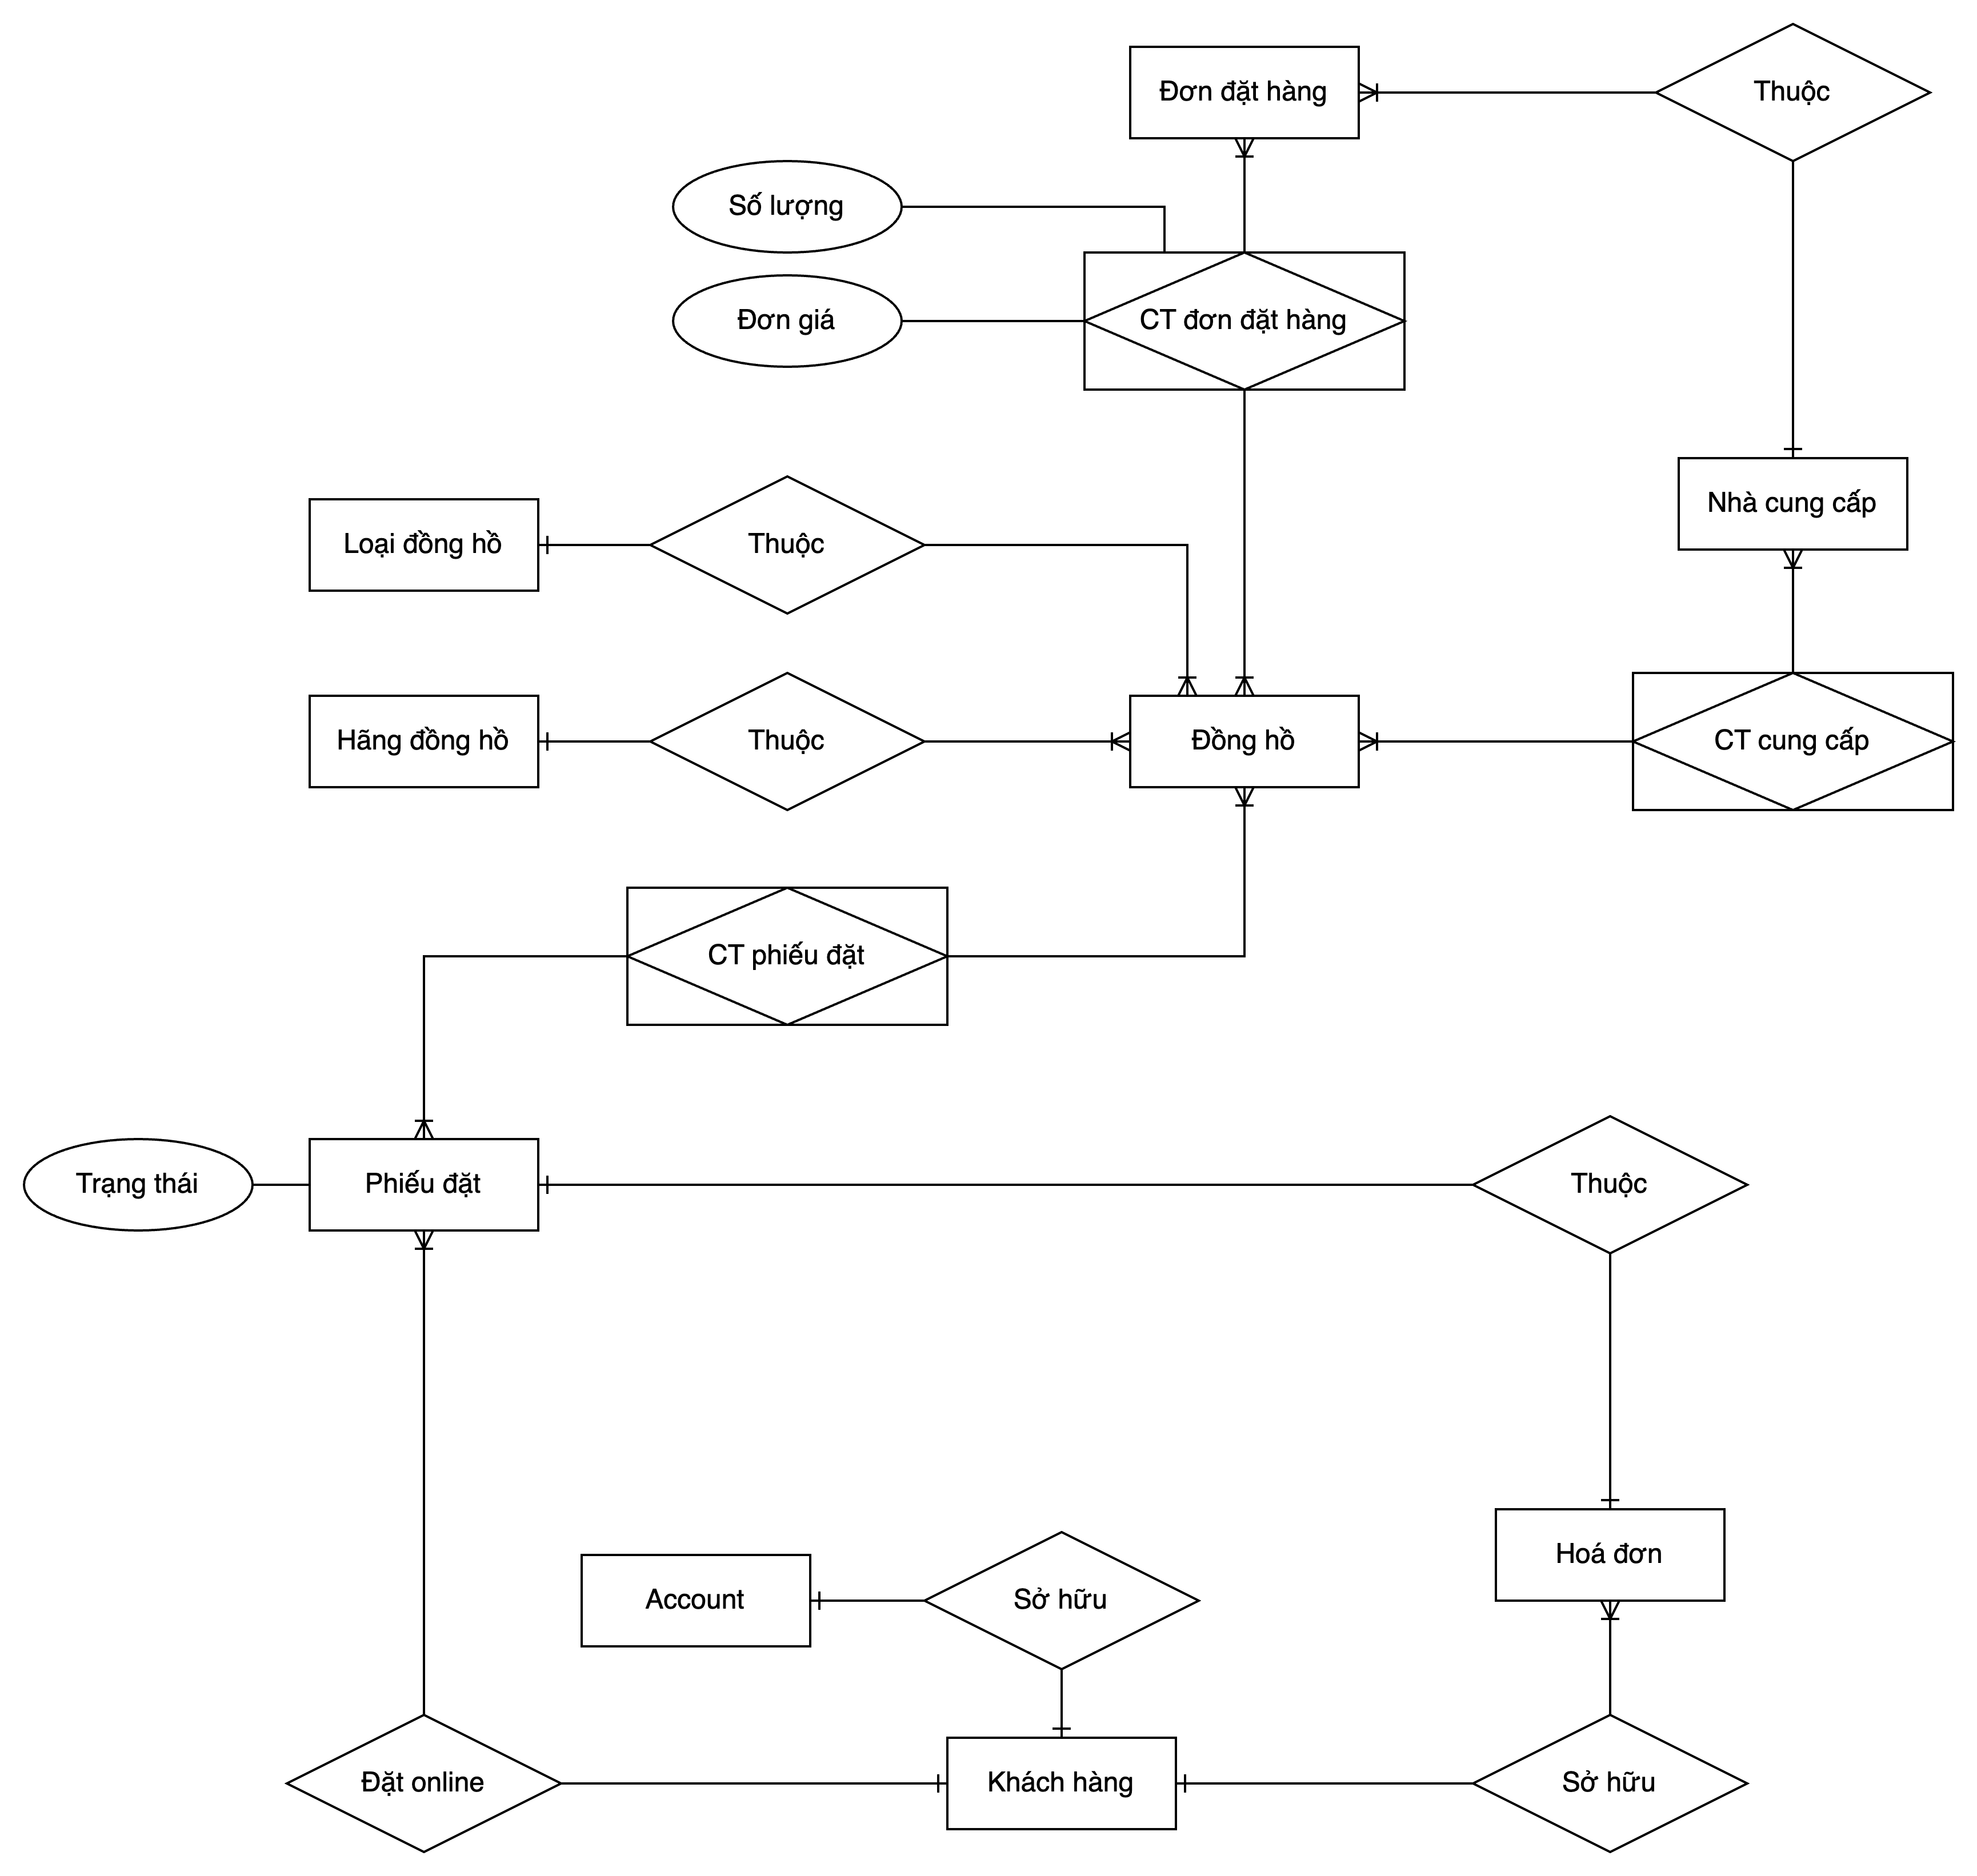 Đơn đặt hàng
Thuộc
Số lượng
Đơn giá
CT đơn đặt hàng
Nhà cung cấp
Loại đồng hồ
Thuộc
Hãng đồng hồ
Thuộc
Đồng hồ
CT cung cấp
CT phiếu đặt
Trạng thái
Phiếu đặt
Thuộc
Hoá đơn
Account
Sở hữu
Đặt online
Khách hàng
Sở hữu